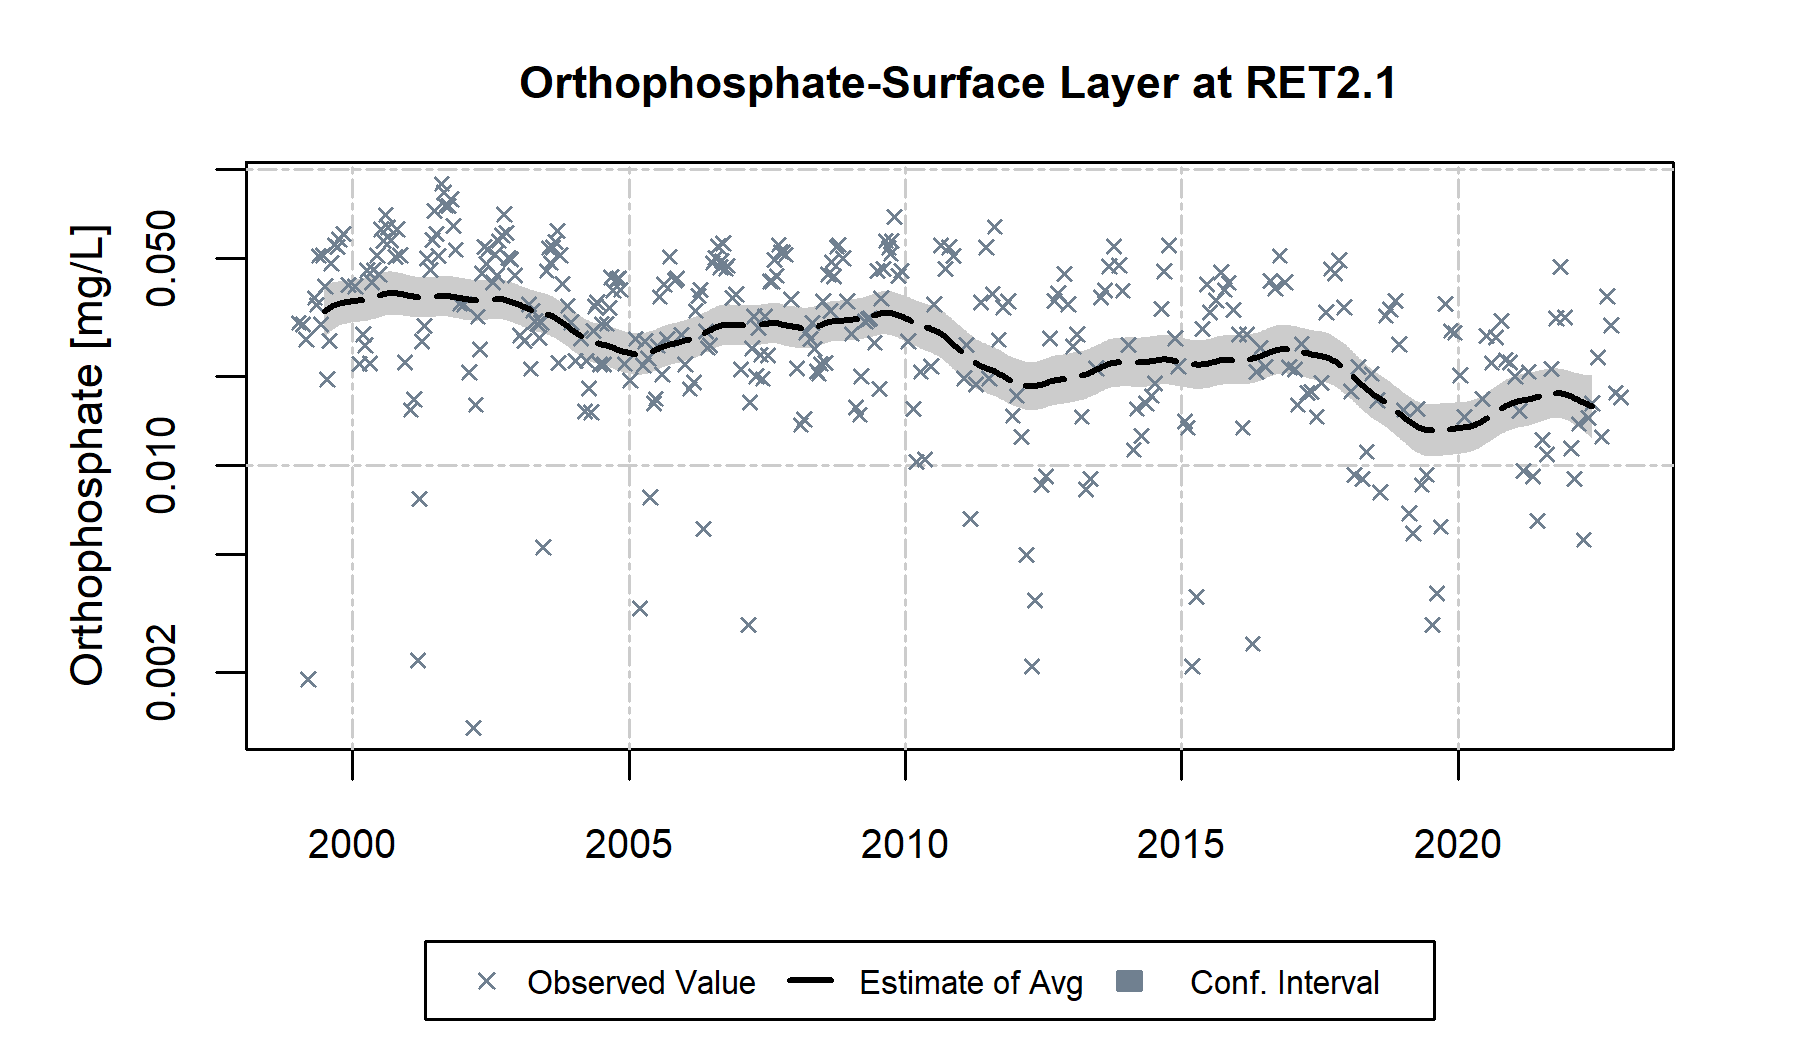 Orthophosphate-Surface Layer at RET2.1
Orthophosphate [mg/L]
0.050
0.010
0.002
2000 2005 2010 2015 2020
Observed Value Estimate of Avg Conf. Interval